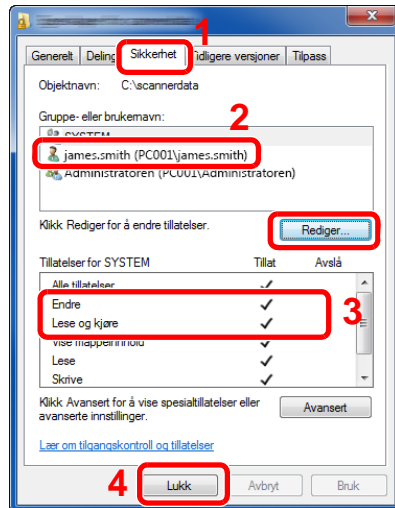 1
Generelt Deling Sikkerhet Tidligere versjoner Tilpass
Objektnavn: C:\scannerdata
Gruppe- eller brukernavn:
2
SYSTEM
james.smith (PC001\james.smith)
Administratoren (PC001\Administratoren)
Klikk Rediger for å endre tillatelser.
Rediger...
Tillatelser for SYSTEM Tillat Avslå
Alle tillatelser
Endre
3
Lese og kjøre
Vise mappeinnhold
Lese
Skrive
Klikk Avansert for å vise spesialtillatelser eller
avanserte innstillinger.
Avansert
Lær om tilgangskontroll og tillatelser
4
Lukk Avbryt Bruk